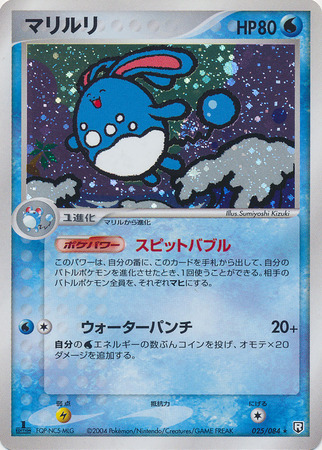 マリルリ HP80
Illus. Sumiyoshi Kizuki
1進化 マリルから進化
ポケパワー スピットバブル
このパワーは、自分の番に、このカードを手札から出して、自分の
バトルポケモンを進化させたとき、1回使うことができる。相手の
バトルポケモン全員を、それぞれマヒにする。
ウォーターパンチ 20+
自分の エネルギーの数ぶんコインを投げ、オモテ×20
ダメージを追加する。
弱点 抵抗力 にげる
1 TQP-NC5-MLG ©2004 Pokémon/Nintendo/Creatures/GAME FREAK 025/084 ★ R